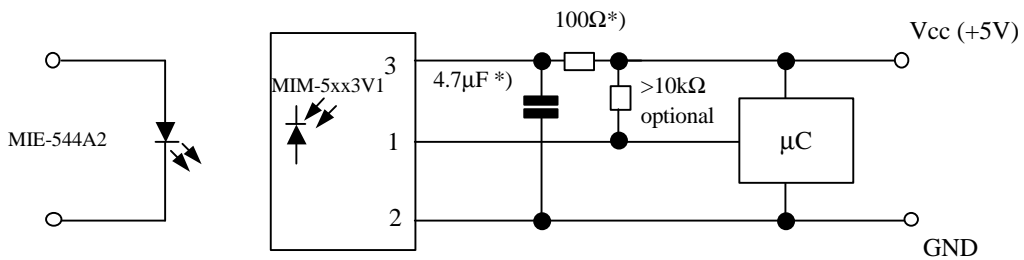 100Ω*)
Vcc (+5V)
3
4.7μF *)
MIM-5xx3V1
>10kΩ
optional
MIE-544A2
1
μC
2
GND